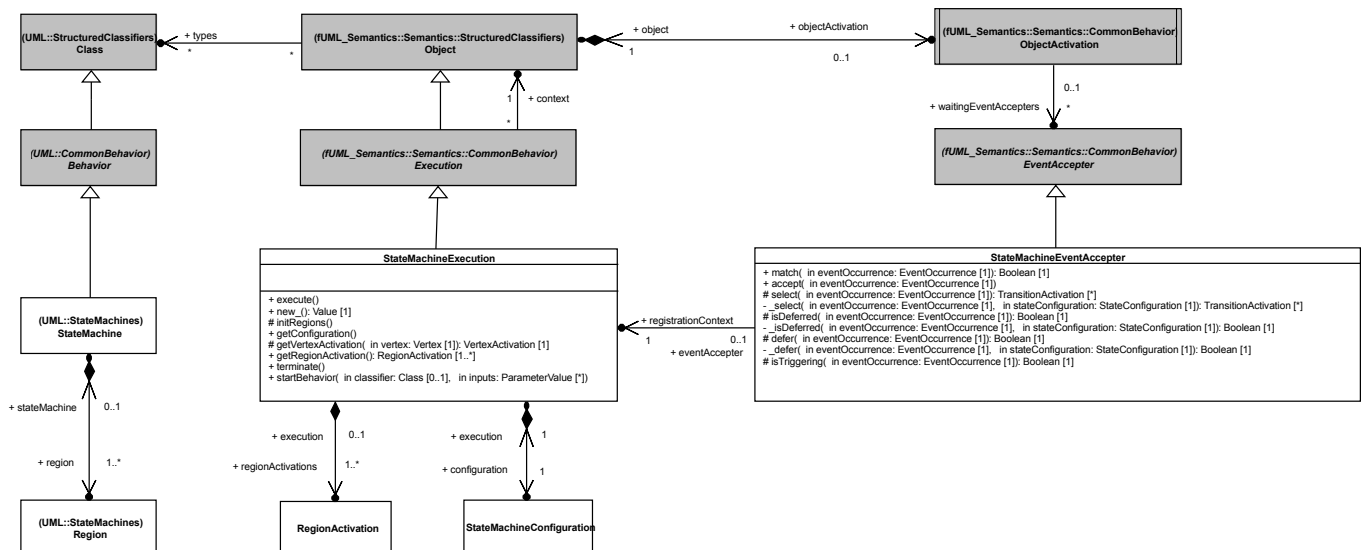 (UML::StructuredClassifiers)
Class
+ types
*
*
(fUML_Semantics::Semantics::StructuredClassifiers)
Object
+ object
1
+ objectActivation
0..1
(fUML_Semantics::Semantics::CommonBehavior)
ObjectActivation
1
+ context
*
0..1
+ waitingEventAccepters
*
(UML::CommonBehavior)
Behavior
(fUML_Semantics::Semantics::CommonBehavior)
Execution
(fUML_Semantics::Semantics::CommonBehavior)
EventAccepter
StateMachineExecution
+ execute()
+ new_(): Value [1]
# initRegions()
+ getConfiguration()
# getVertexActivation( in vertex: Vertex [1]): VertexActivation [1]
+ getRegionActivation(): RegionActivation [1..*]
+ terminate()
+ startBehavior( in classifier: Class [0..1], in inputs: ParameterValue [*])
+ registrationContext
1
0..1
+ eventAccepter
StateMachineEventAccepter
+ match( in eventOccurrence: EventOccurrence [1]): Boolean [1]
+ accept( in eventOccurrence: EventOccurrence [1])
# select( in eventOccurrence: EventOccurrence [1]): TransitionActivation [*]
- _select( in eventOccurrence: EventOccurrence [1], in stateConfiguration: StateConfiguration [1]): TransitionActivation [*]
# isDeferred( in eventOccurrence: EventOccurrence [1]): Boolean [1]
- _isDeferred( in eventOccurrence: EventOccurrence [1], in stateConfiguration: StateConfiguration [1]): Boolean [1]
# defer( in eventOccurrence: EventOccurrence [1]): Boolean [1]
- _defer( in eventOccurrence: EventOccurrence [1], in stateConfiguration: StateConfiguration [1]): Boolean [1]
# isTriggering( in eventOccurrence: EventOccurrence [1]): Boolean [1]
(UML::StateMachines)
StateMachine
+ stateMachine
0..1
+ region
1..*
+ execution
0..1
+ regionActivations
1..*
+ execution
1
+ configuration
1
(UML::StateMachines)
Region
RegionActivation
StateMachineConfiguration